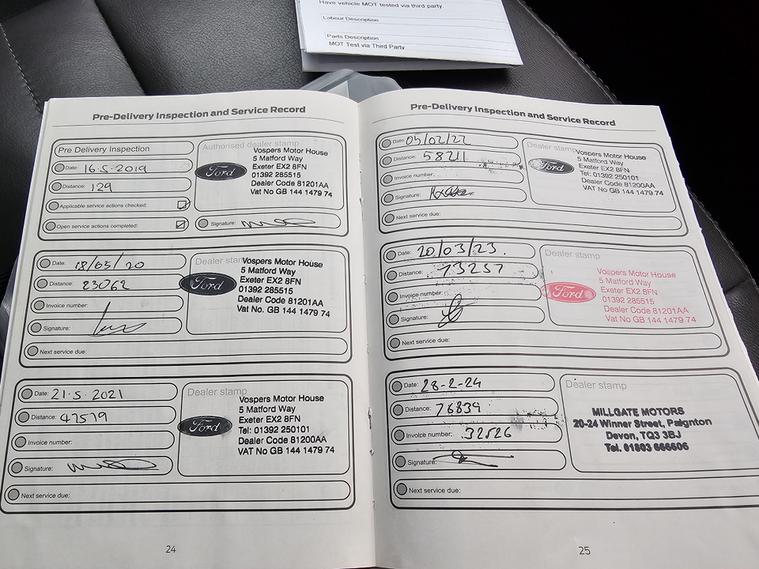 Have vehicle MOT tested via third party.
Labour Description
Parts Description
MOT Test via Third Party
Pre-Delivery Inspection and Service Record
Pre Delivery Inspection
Date: 16.5.2019
Distance: 129
Applicable service actions checked:
Open service actions completed:
Authorised dealer stamp
Ford
Vospers Motor House
5 Matford Way
Exeter EX2 8FN
01392 285515
Dealer Code 81201AA
Vat No GB 144 1479 74
Signature:
Date: 18/05/20
Distance: 23062
Invoice number:
Signature:
Next service due:
Dealer stamp
Ford
Vospers Motor House
5 Matford Way
Exeter EX2 8FN
01392 285515
Dealer Code 81201AA
Vat No GB 144 1479 74
Date: 21.5.2021
Distance: 47579
Invoice number:
Signature:
Next service due:
Dealer stamp
Ford
Vospers Motor House
5 Matford Way
Exeter EX2 8FN
Tel: 01392 250101
Dealer Code 81200AA
VAT No GB 144 1479 74
24
Pre-Delivery Inspection and Service Record
Date: 05/02/22
Distance: 58211
Invoice number:
Signature:
Next service due:
Dealer stamp
Ford
Vospers Motor House
5 Matford Way
Exeter EX2 8FN
Tel: 01392 250101
Dealer Code 81200AA
VAT No GB 144 1479 74
Date: 20/03/23.
Distance: 73257
Invoice number:
Signature:
Next service due:
Dealer stamp
Ford
Vospers Motor House
5 Matford Way
Exeter EX2 8FN
01392 285515
Dealer Code 81201AA
Vat No GB 144 1479 74
Date: 28-2-24
Distance: 76834
Invoice number: 32526
Signature:
Next service due:
Dealer stamp
MILLGATE MOTORS
20-24 Winner Street, Paignton
Devon, TQ3 3BJ
Tel. 01803 666606
25